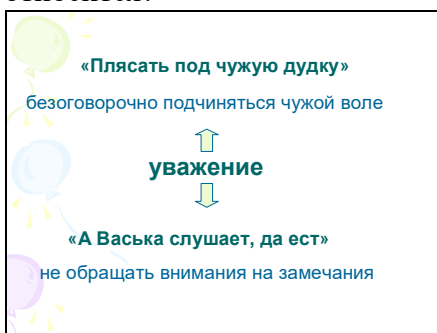 «Плясать под чужую дудку»
безоговорочно подчиняться чужой воле
уважение
«А Васька слушает, да ест»
не обращать внимания на замечания